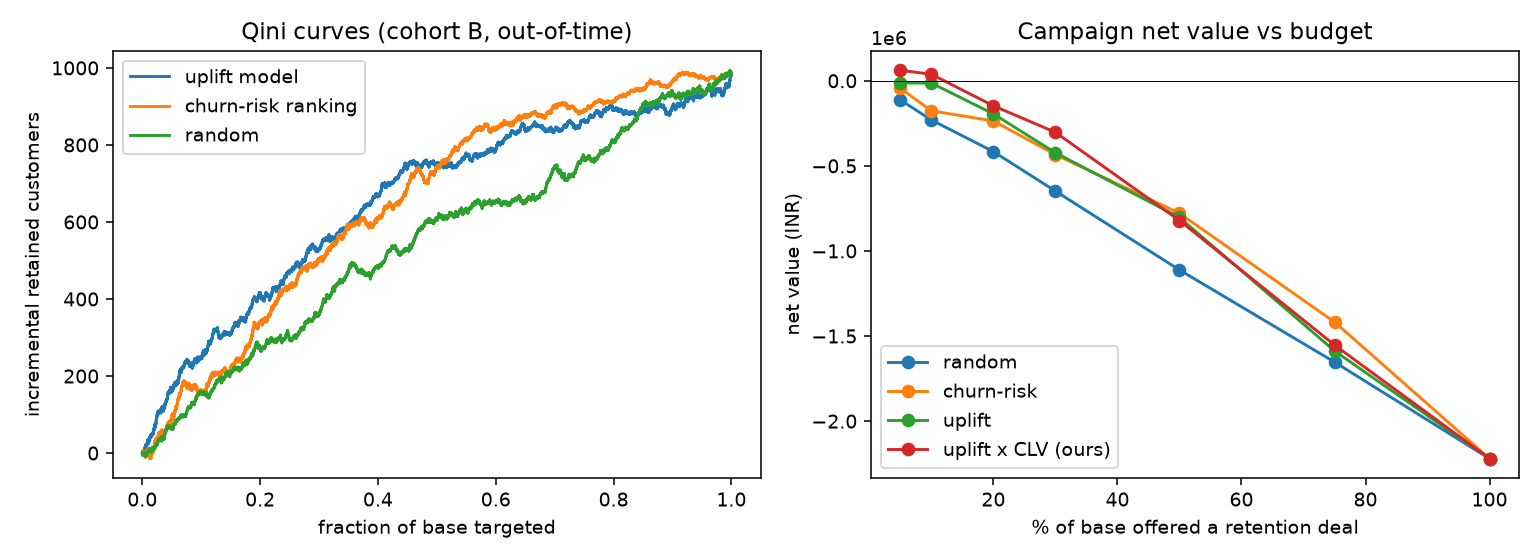 Qini curves (cohort B, out-of-time)
incremental retained customers
1000
800
600
400
200
0
uplift model
churn-risk ranking
random
0.0 0.2 0.4 0.6 0.8 1.0
fraction of base targeted
Campaign net value vs budget
1e6
net value (INR)
0.0
−0.5
−1.0
−1.5
−2.0
random
churn-risk
uplift
uplift x CLV (ours)
20 40 60 80 100
% of base offered a retention deal